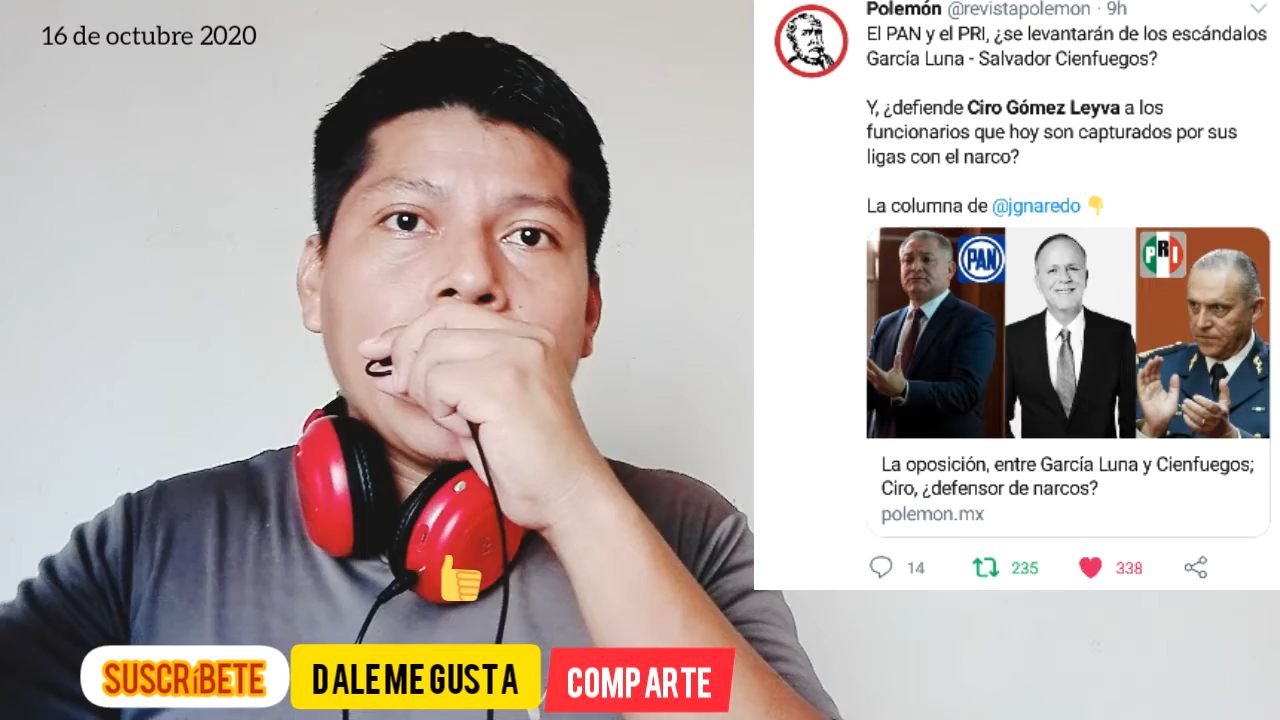 16 de octubre 2020
Polemón @revistapolemon · 9h
El PAN y el PRI, ¿se levantarán de los escándalos
García Luna - Salvador Cienfuegos?
Y, ¿defiende Ciro Gómez Leyva a los
funcionarios que hoy son capturados por sus
ligas con el narco?
La columna de @jgnaredo 👇
PAN
PRI
La oposición, entre García Luna y Cienfuegos;
Ciro, ¿defensor de narcos?
polemon.mx
14 235 338
SUSCRíBETE
DALE ME GUSTA
COMPARTE